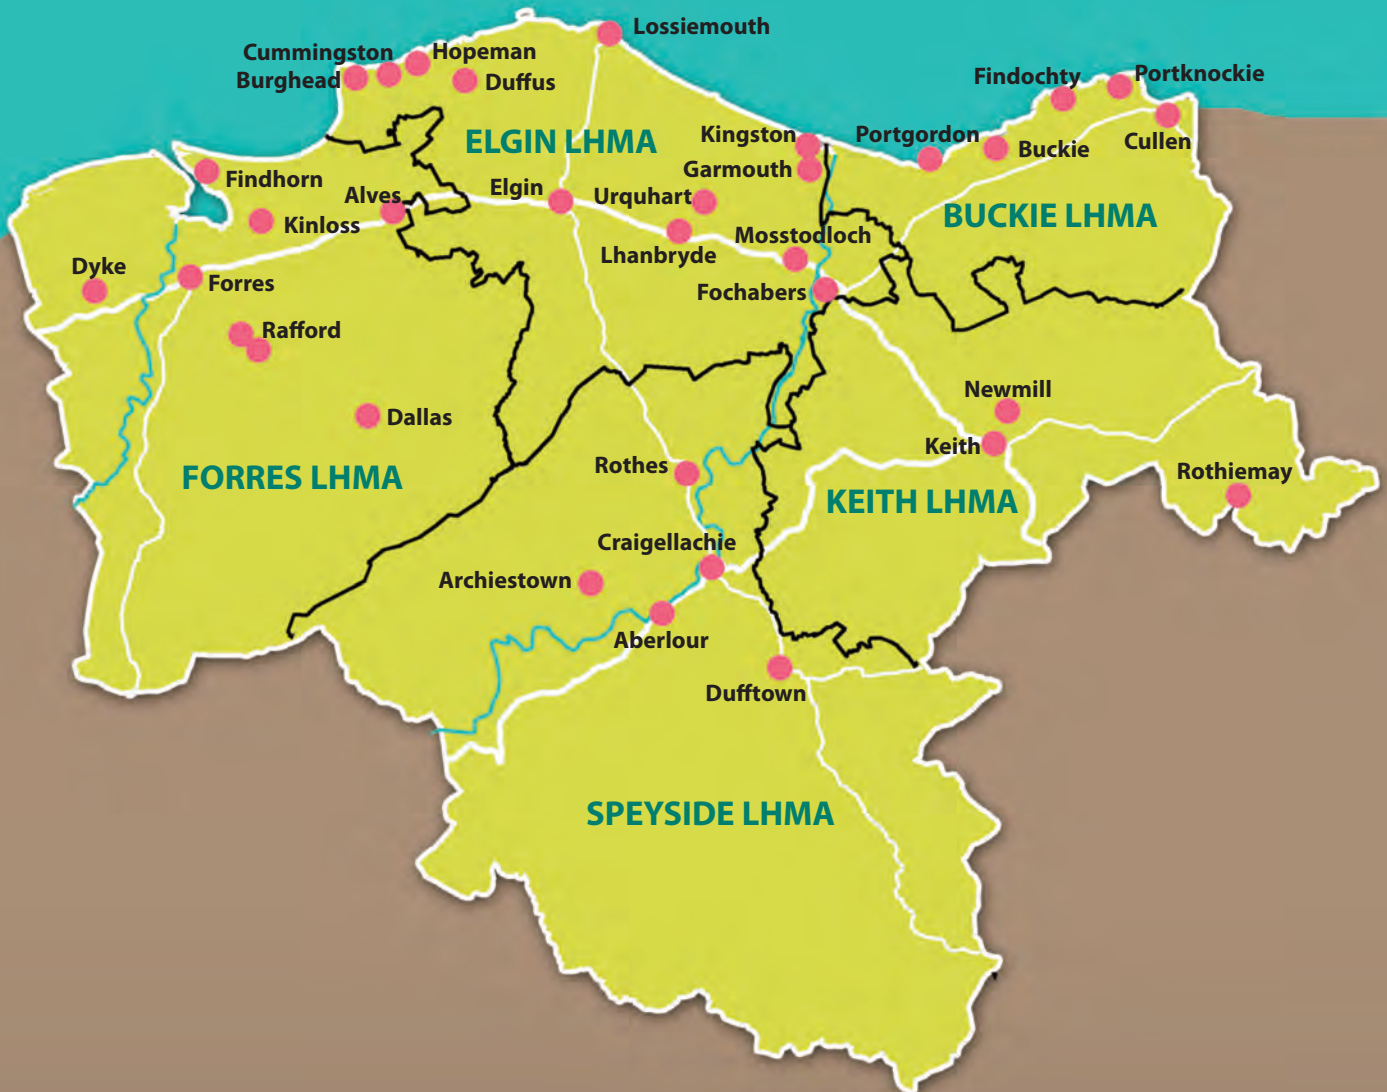 Lossiemouth
Cummingston
Hopeman
Burghead
Duffus
Findochty
Portknockie
ELGIN LHMA
Kingston
Portgordon
Buckie
Cullen
Garmouth
Findhorn
Alves
Elgin
Urquhart
Kinloss
BUCKIE LHMA
Mosstodloch
Lhanbryde
Dyke
Forres
Fochabers
Rafford
Newmill
Dallas
Keith
Rothes
Rothiemay
FORRES LHMA
KEITH LHMA
Craigellachie
Archiestown
Aberlour
Dufftown
SPEYSIDE LHMA